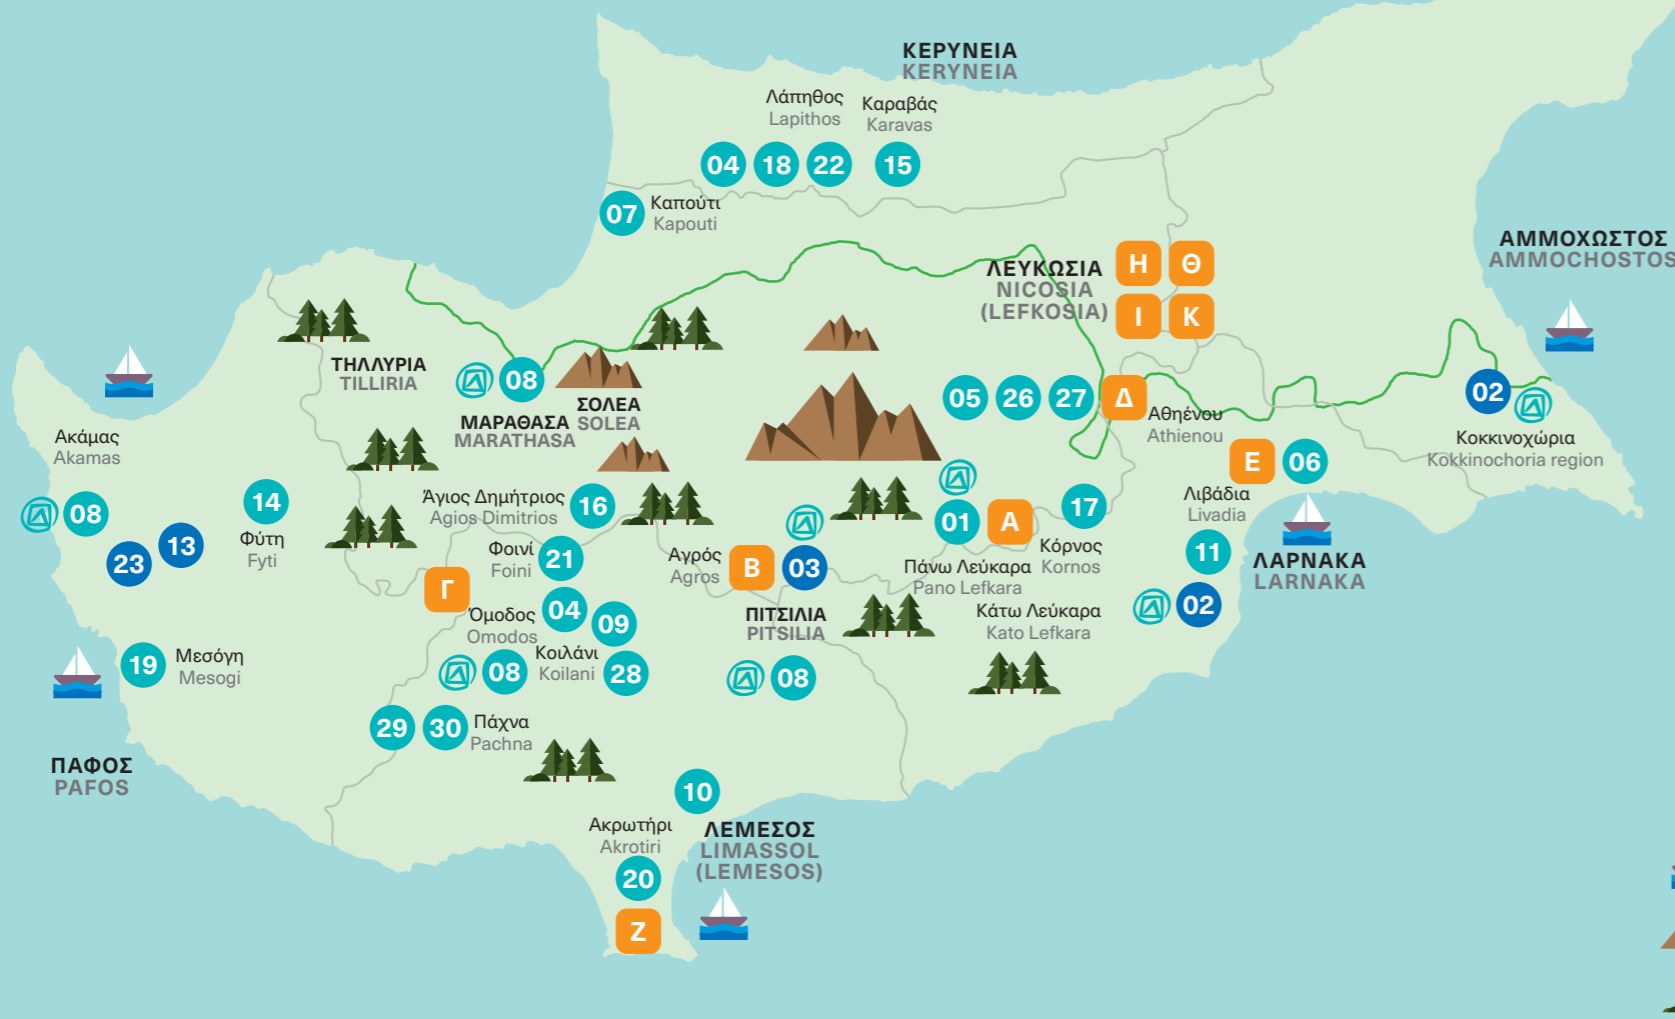 ΚΕΡΥΝΕΙΑ
KERYNEIA
Λάπηθος
Lapithos
Καραβάς
Karavas
04
18
22
15
07
Καπούτι
Kapouti
ΑΜΜΟΧΩΣΤΟΣ
AMMOCHOSTOS
ΛΕΥΚΩΣΙΑ
NICOSIA
(LEFKOSIA)
Η
Θ
Ι
Κ
ΤΗΛΛΥΡΙΑ
TILLIRIA
08
ΜΑΡΑΘΑΣΑ
MARATHASA
ΣΟΛΕΑ
SOLEA
05
26
27
Δ
Αθηένου
Athienou
02
Κοκκινοχώρια
Kokkinochoria region
Ακάμας
Akamas
08
23
13
14
Φύτη
Fyti
Άγιος Δημήτριος
Agios Dimitrios
16
Φοινί
Foini
21
Γ
Όμοδος
Omodos
04
09
Κοιλάνι
Koilani
08
28
Αγρός
Agros
Β
03
ΠΙΤΣΙΛΙΑ
PITSILIA
08
01
Α
Πάνω Λεύκαρα
Pano Lefkara
17
Κόρνος
Kornos
Κάτω Λεύκαρα
Kato Lefkara
Ε
06
Λιβάδια
Livadia
11
ΛΑΡΝΑΚΑ
LARNAKA
02
19
Μεσόγη
Mesogi
29
30
Πάχνα
Pachna
ΠΑΦΟΣ
PAFOS
10
Ακρωτήρι
Akrotiri
20
Ζ
ΛΕΜΕΣΟΣ
LIMASSOL
(LEMESOS)